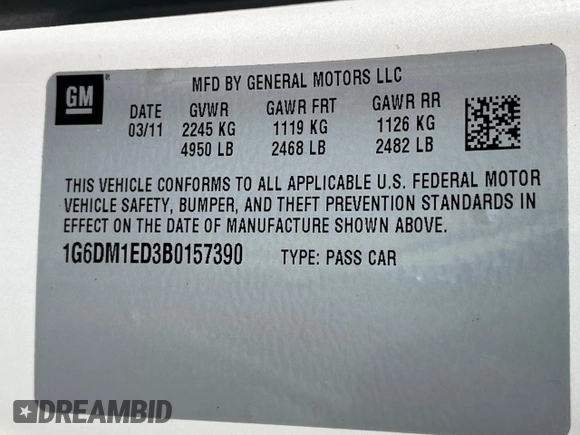 GM
MFD BY GENERAL MOTORS LLC
DATE GVWR GAWR FRT GAWR RR
03/11 2245 KG 1119 KG 1126 KG
4950 LB 2468 LB 2482 LB
THIS VEHICLE CONFORMS TO ALL APPLICABLE U.S. FEDERAL MOTOR
VEHICLE SAFETY, BUMPER, AND THEFT PREVENTION STANDARDS IN
EFFECT ON THE DATE OF MANUFACTURE SHOWN ABOVE.
1G6DM1ED3B0157390 TYPE: PASS CAR
DREAMBID